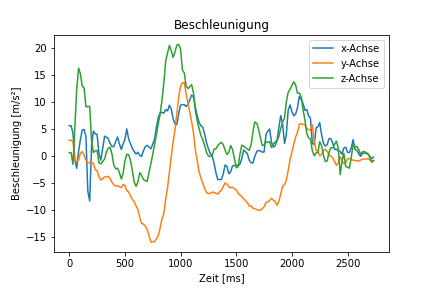 Beschleunigung
x-Achse
y-Achse
z-Achse
Beschleunigung [m/s²]
20
15
10
5
0
−5
−10
−15
0 500 1000 1500 2000 2500
Zeit [ms]